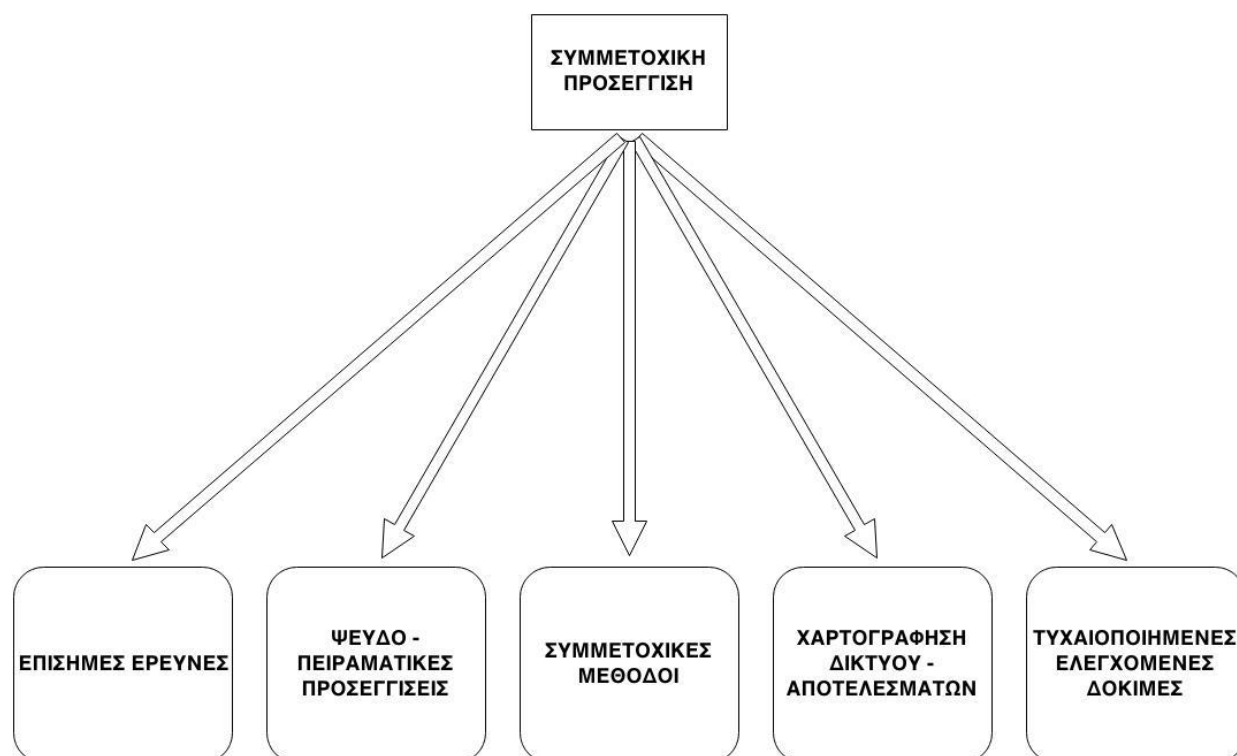 ΣΥΜΜΕΤΟΧΙΚΗ
ΠΡΟΣΕΓΓΙΣΗ
ΕΠΙΣΗΜΕΣ ΕΡΕΥΝΕΣ
ΨΕΥΔΟ -
ΠΕΙΡΑΜΑΤΙΚΕΣ
ΠΡΟΣΕΓΓΙΣΕΙΣ
ΣΥΜΜΕΤΟΧΙΚΕΣ
ΜΕΘΟΔΟΙ
ΧΑΡΤΟΓΡΑΦΗΣΗ
ΔΙΚΤΥΟΥ -
ΑΠΟΤΕΛΕΣΜΑΤΩΝ
ΤΥΧΑΙΟΠΟΙΗΜΕΝΕΣ
ΕΛΕΓΧΟΜΕΝΕΣ
ΔΟΚΙΜΕΣ